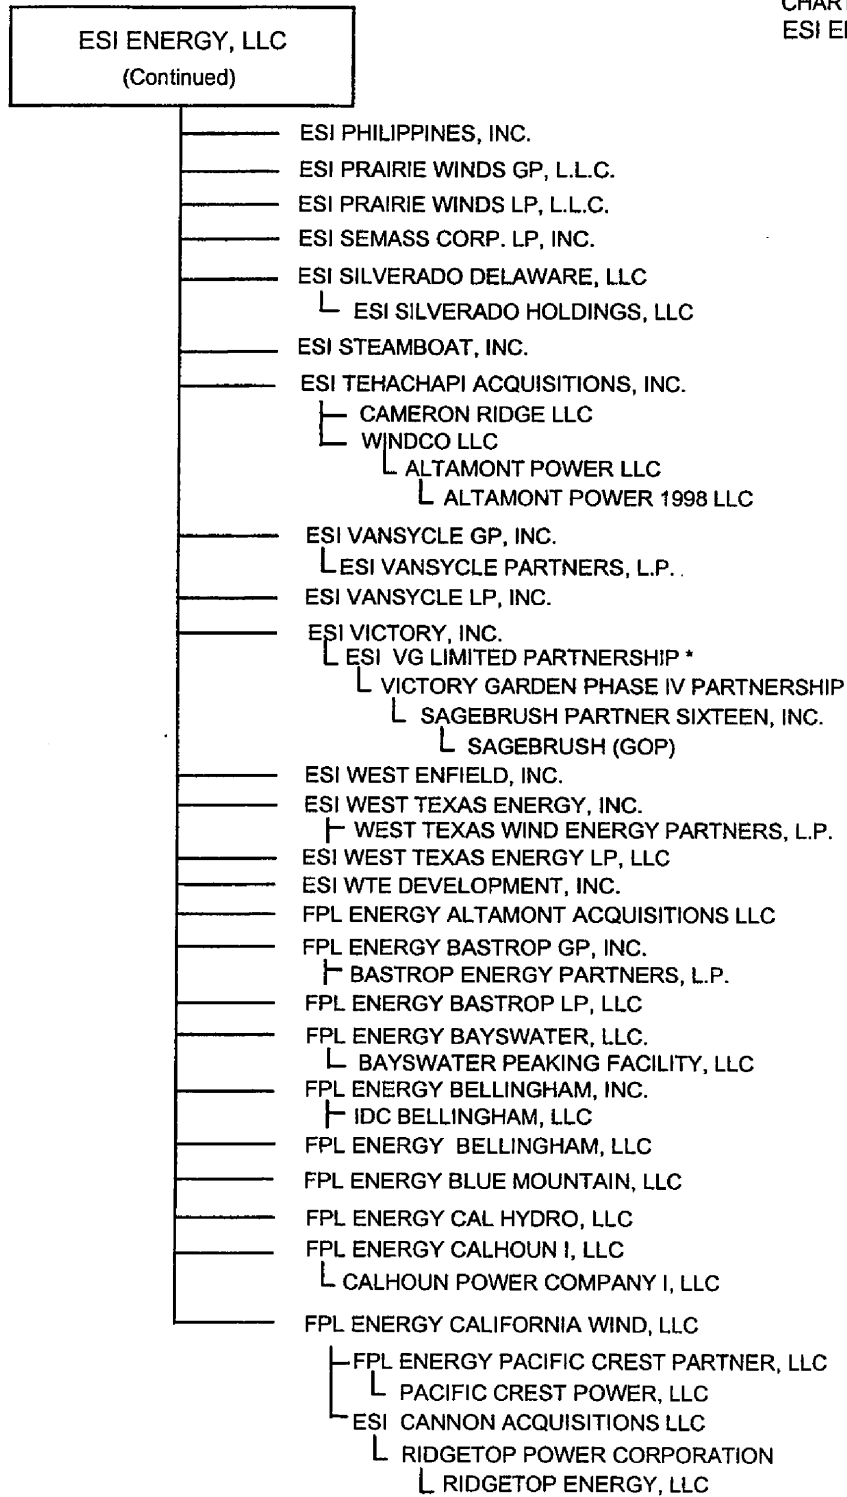 CHART
ESI E
ESI ENERGY, LLC
(Continued)
ESI PHILIPPINES, INC.
ESI PRAIRIE WINDS GP, L.L.C.
ESI PRAIRIE WINDS LP, L.L.C.
ESI SEMASS CORP. LP, INC.
ESI SILVERADO DELAWARE, LLC
ESI SILVERADO HOLDINGS, LLC
ESI STEAMBOAT, INC.
ESI TEHACHAPI ACQUISITIONS, INC.
CAMERON RIDGE LLC
WINDCO LLC
ALTAMONT POWER LLC
ALTAMONT POWER 1998 LLC
ESI VANSYCLE GP, INC.
ESI VANSYCLE PARTNERS, L.P.
ESI VANSYCLE LP, INC.
ESI VICTORY, INC.
ESI VG LIMITED PARTNERSHIP *
VICTORY GARDEN PHASE IV PARTNERSHIP
SAGEBRUSH PARTNER SIXTEEN, INC.
SAGEBRUSH (GOP)
ESI WEST ENFIELD, INC.
ESI WEST TEXAS ENERGY, INC.
WEST TEXAS WIND ENERGY PARTNERS, L.P.
ESI WEST TEXAS ENERGY LP, LLC
ESI WTE DEVELOPMENT, INC.
FPL ENERGY ALTAMONT ACQUISITIONS LLC
FPL ENERGY BASTROP GP, INC.
BASTROP ENERGY PARTNERS, L.P.
FPL ENERGY BASTROP LP, LLC
FPL ENERGY BAYSWATER, LLC.
BAYSWATER PEAKING FACILITY, LLC
FPL ENERGY BELLINGHAM, INC.
IDC BELLINGHAM, LLC
FPL ENERGY BELLINGHAM, LLC
FPL ENERGY BLUE MOUNTAIN, LLC
FPL ENERGY CAL HYDRO, LLC
FPL ENERGY CALHOUN I, LLC
CALHOUN POWER COMPANY I, LLC
FPL ENERGY CALIFORNIA WIND, LLC
FPL ENERGY PACIFIC CREST PARTNER, LLC
PACIFIC CREST POWER, LLC
ESI CANNON ACQUISITIONS LLC
RIDGETOP POWER CORPORATION
RIDGETOP ENERGY, LLC